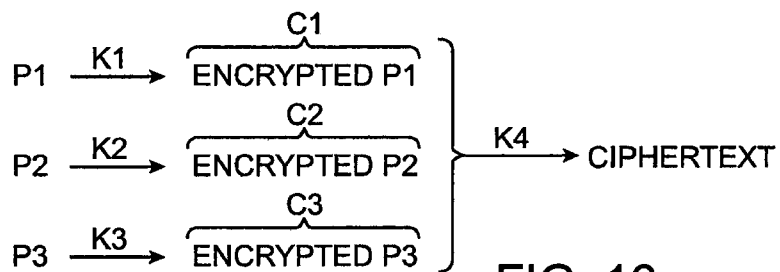 C1
P1 K1 ENCRYPTED P1
C2
P2 K2 ENCRYPTED P2 K4 CIPHERTEXT
C3
P3 K3 ENCRYPTED P3